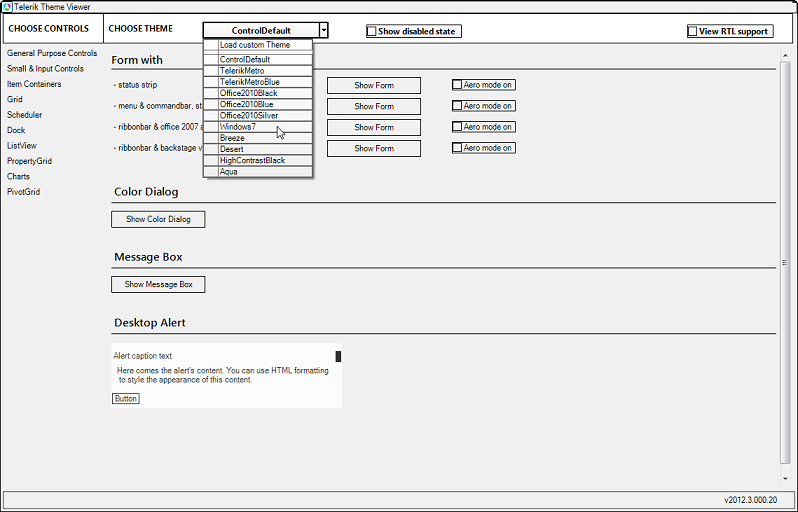 Telerik Theme Viewer
CHOOSE CONTROLS
CHOOSE THEME
ControlDefault
Show disabled state
View RTL support
General Purpose Controls
Small & Input Controls
Item Containers
Grid
Scheduler
Dock
ListView
PropertyGrid
Charts
PivotGrid
Load custom Theme
ControlDefault
TelerikMetro
TelerikMetroBlue
Office2010Black
Office2010Blue
Office2010Silver
Windows7
Breeze
Desert
HighContrastBlack
Aqua
Form with
- status strip
Show Form
Aero mode on
- menu & commandbar, st
Show Form
Aero mode on
- ribbonbar & office 2007 a
Show Form
Aero mode on
- ribbonbar & backstage v
Show Form
Aero mode on
Color Dialog
Show Color Dialog
Message Box
Show Message Box
Desktop Alert
Alert caption text
Here comes the alert's content. You can use HTML formatting
to style the appearance of this content.
Button
v2012.3.000.20